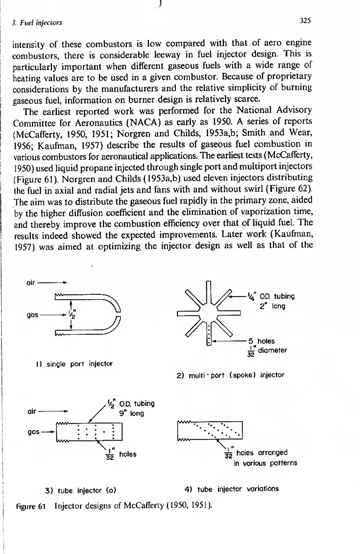 3. Fuel injectors
325
intensity of these combustors is low compared with that of aero engine
combustors, there is considerable leeway in fuel injector design. This is
particularly important when different gaseous fuels with a wide range of
heating values are to be used in a given combustor. Because of proprietary
considerations by the manufacturers and the relative simplicity of burning
gaseous fuel, information on burner design is relatively scarce.
The earliest reported work was performed for the National Advisory
Committee for Aeronautics (NACA) as early as 1950. A series of reports
(McCafferty, 1950, 1951; Norgren and Childs, 1953a,b; Smith and Wear,
1956; Kaufman, 1957) describe the results of gaseous fuel combustion in
various combustors for aeronautical applications. The earliest tests (McCafferty,
1950) used liquid propane injected through single port and multiport injectors
(Figure 61). Norgren and Childs (1953a,b) used eleven injectors distributing
the fuel in axial and radial jets and fans with and without swirl (Figure 62).
The aim was to distribute the gaseous fuel rapidly in the primary zone, aided
by the higher diffusion coefficient and the elimination of vaporization time,
and thereby improve the combustion efficiency over that of liquid fuel. The
results indeed showed the expected improvements. Later work (Kaufman,
1957) was aimed at optimizing the injector design as well as that of the
air
gas
1/2"
1) single port injector
1/4" O.D. tubing
2" long
5 holes
1/32" diameter
2) multi-port (spoke) injector
1/2" O.D. tubing
9" long
air
gas
1/32" holes
3) tube injector (a)
1/32" holes arranged
in various patterns
4) tube injector variations
Figure 61 Injector designs of McCafferty (1950, 1951).